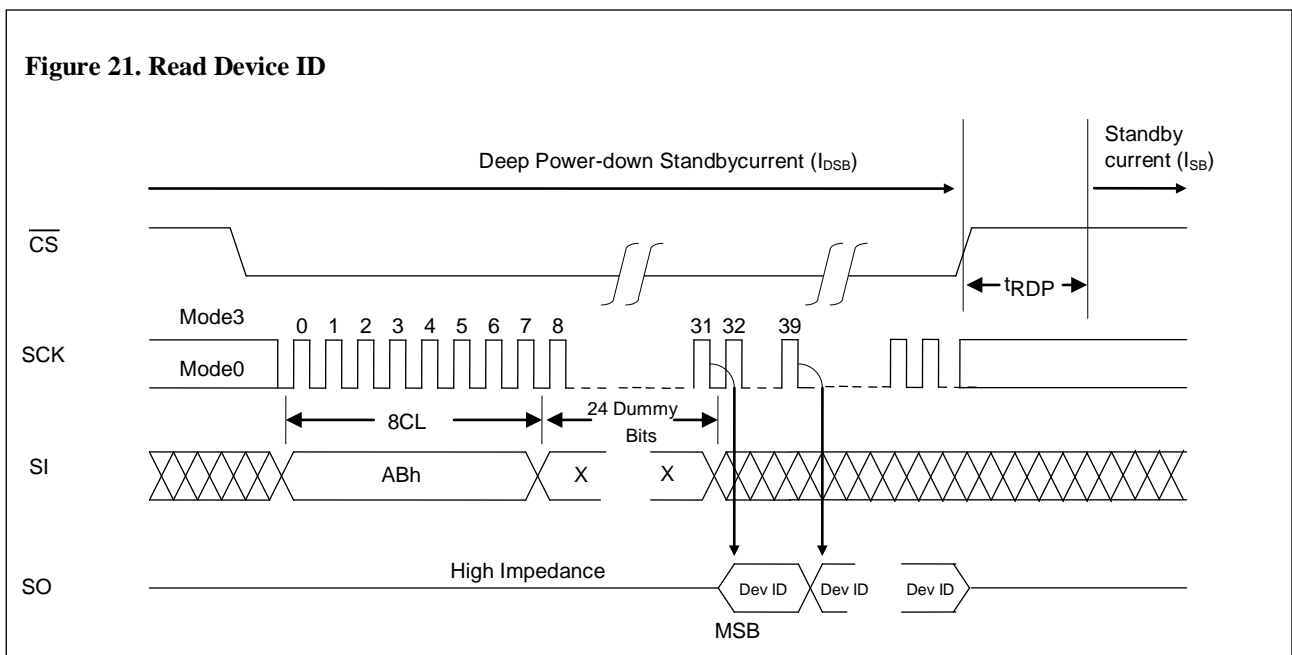 Figure 21. Read Device ID
Standby
current (ISB)
Deep Power-down Standbycurrent (IDSB)
CS
tRDP
Mode3
0 1 2 3 4 5 6 7 8 31 32 39
SCK
Mode0
8CL
24 Dummy
Bits
SI
ABh
X
X
High Impedance
SO
Dev ID
Dev ID
Dev ID
MSB